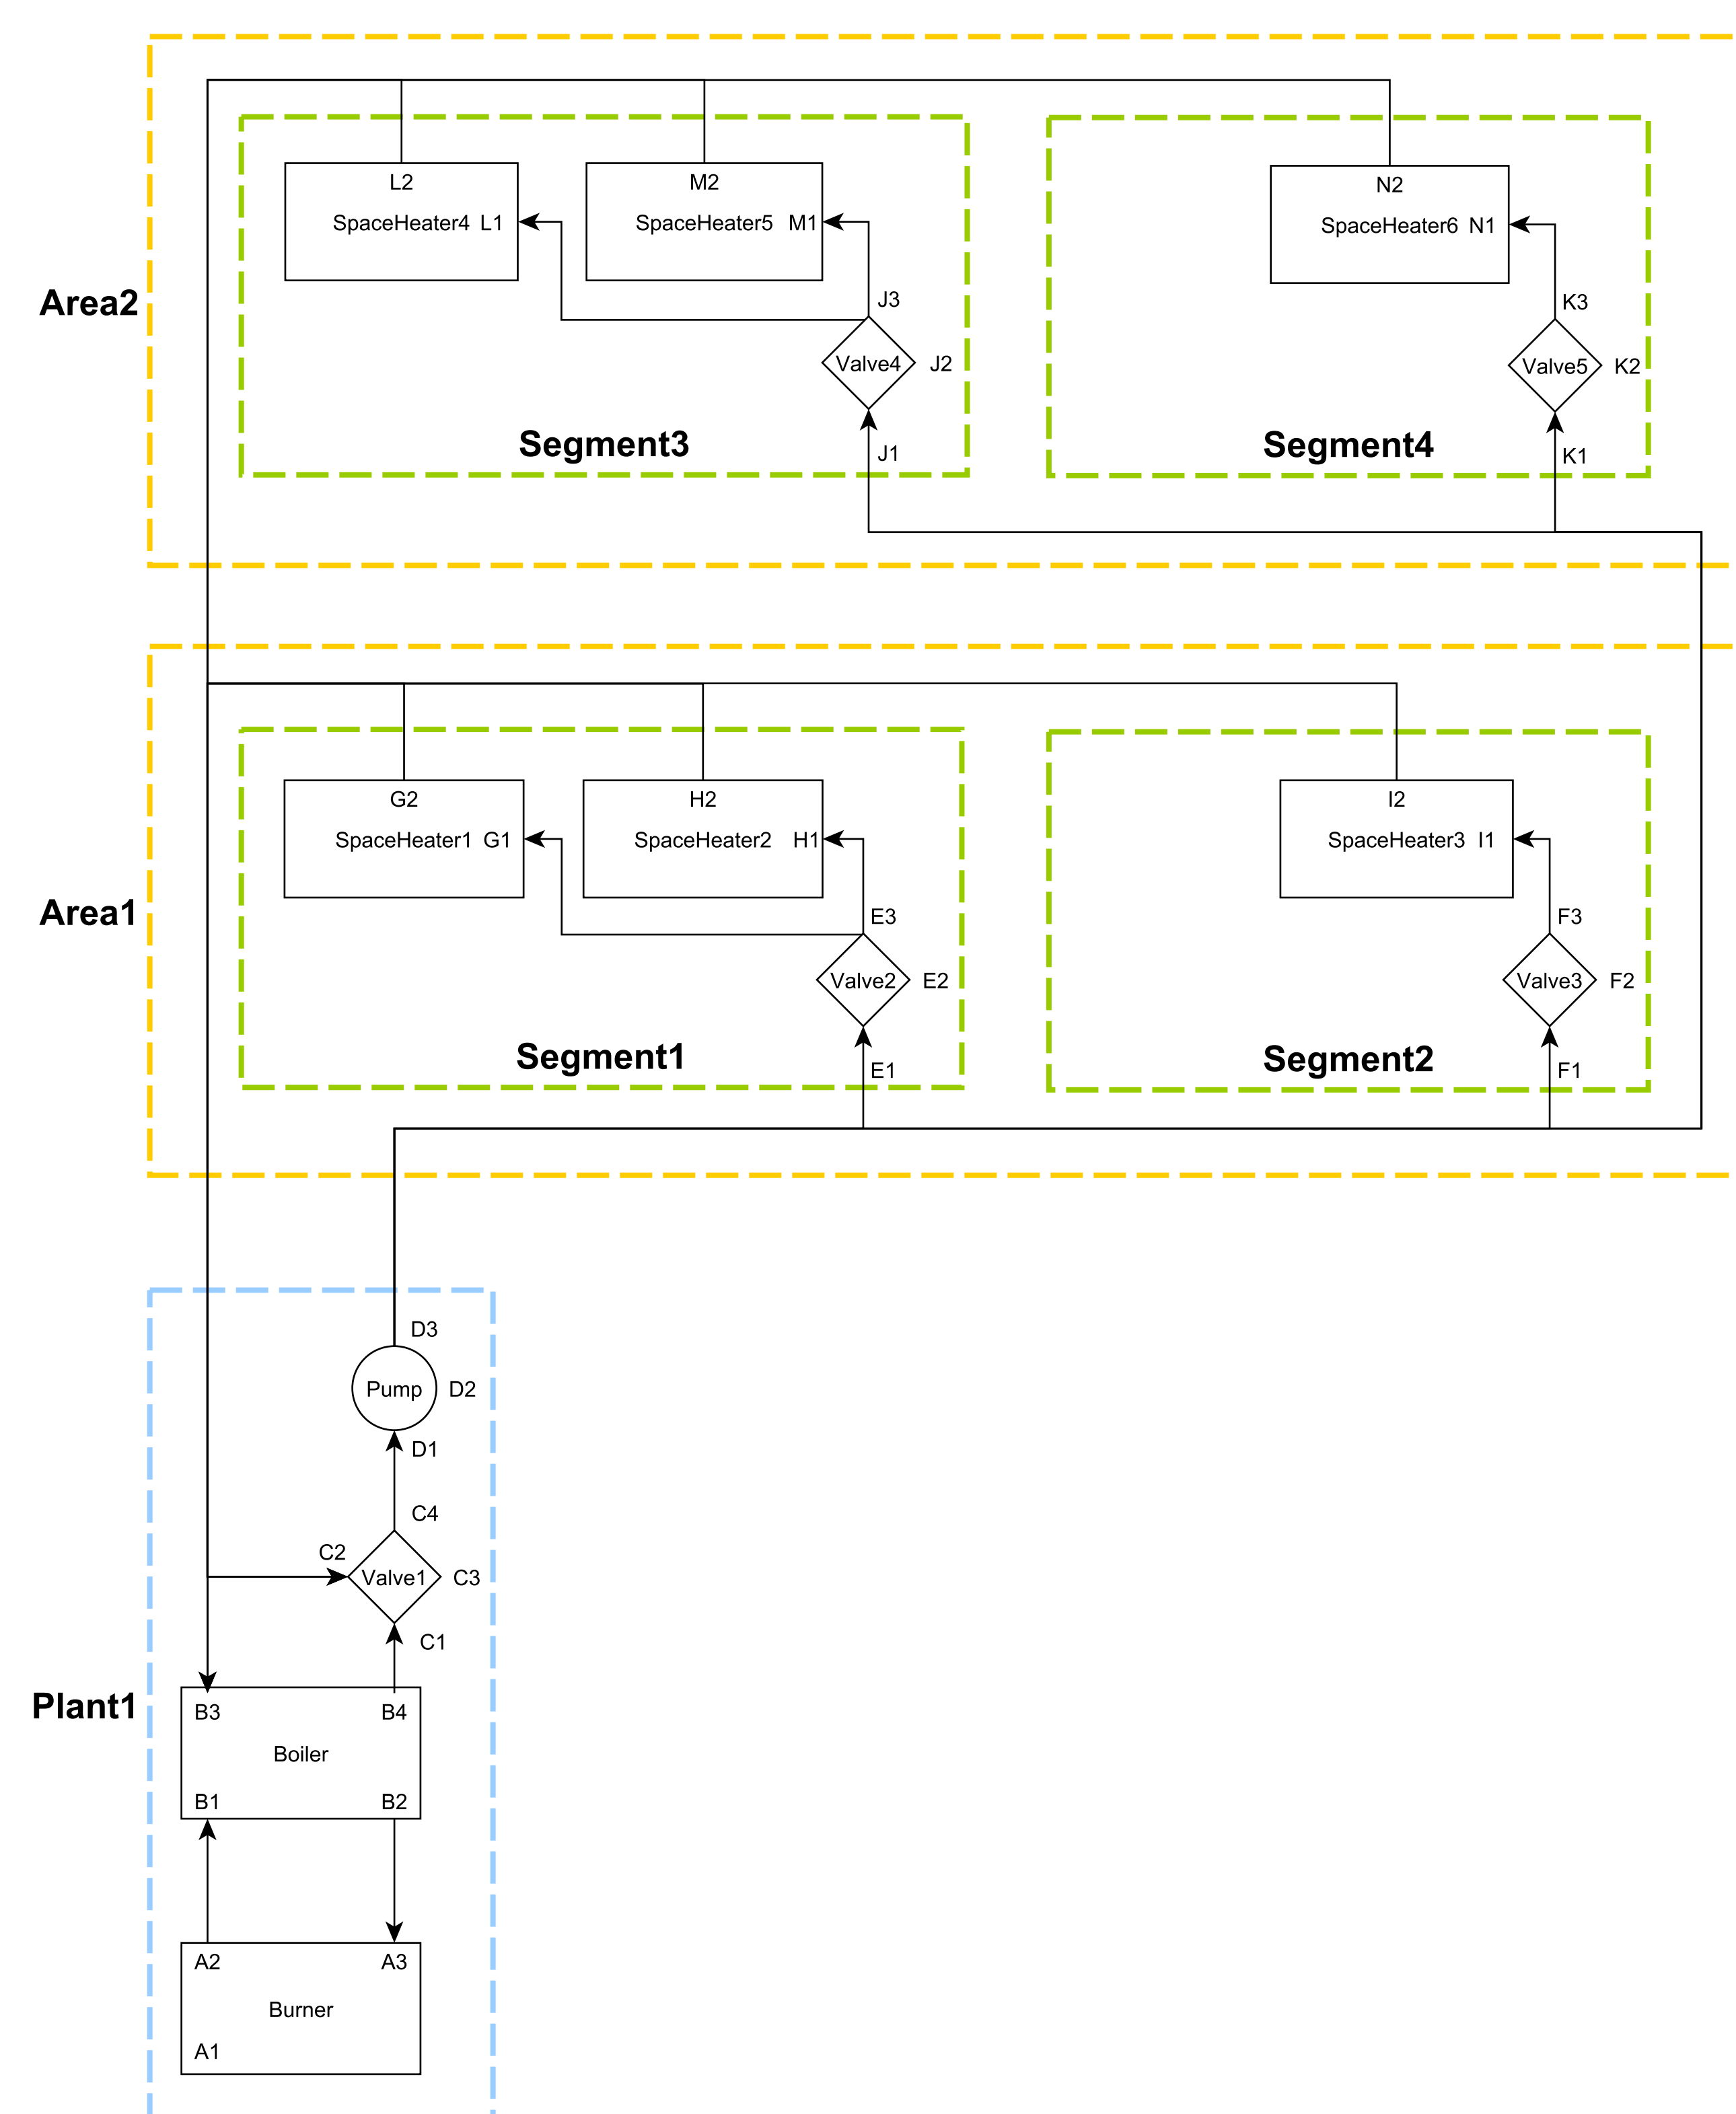 L2
M2
N2
SpaceHeater4 L1
SpaceHeater5 M1
SpaceHeater6 N1
Area2
J3
K3
Valve4
J2
Valve5
K2
Segment3
Segment4
J1
K1
G2
H2
I2
SpaceHeater1 G1
SpaceHeater2 H1
SpaceHeater3 I1
Area1
E3
F3
Valve2
E2
Valve3
F2
Segment1
Segment2
E1
F1
D3
Pump
D2
D1
C4
C2
Valve1
C3
C1
Plant1
B3
B4
Boiler
B1
B2
A2
A3
Burner
A1